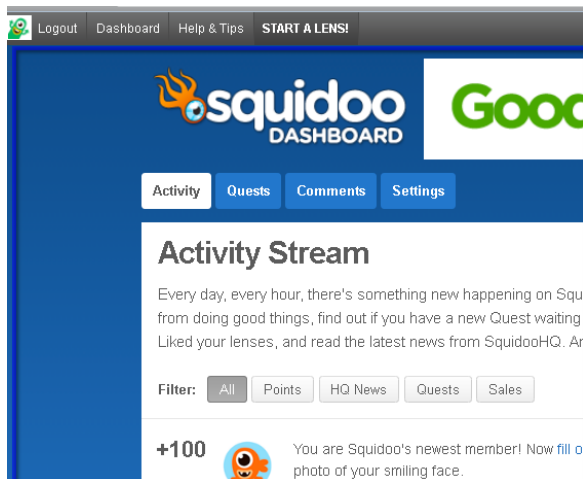 Logout Dashboard Help & Tips START A LENS!
squidoo
DASHBOARD
Activity Quests Comments Settings
Activity Stream
Every day, every hour, there's something new happening on Squ
from doing good things, find out if you have a new Quest waiting
Liked your lenses, and read the latest news from SquidooHQ. Ar
Filter: All Points HQ News Quests Sales
+100
You are Squidoo's newest member! Now fill o
photo of your smiling face.